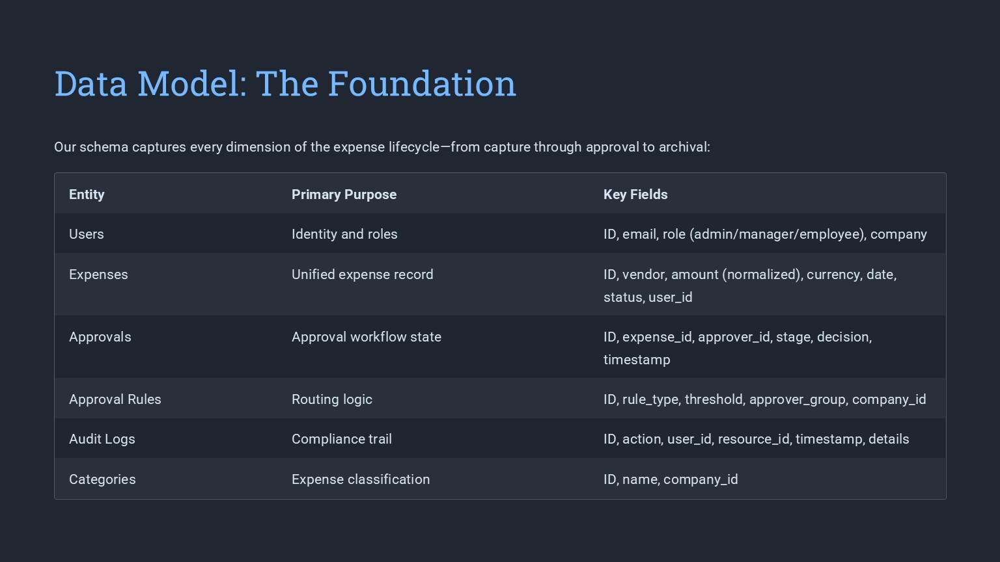 Data Model: The Foundation
Our schema captures every dimension of the expense lifecycle—from capture through approval to archival:
Entity Primary Purpose Key Fields
Users Identity and roles ID, email, role (admin/manager/employee), company
Expenses Unified expense record ID, vendor, amount (normalized), currency, date,
status, user_id
Approvals Approval workflow state ID, expense_id, approver_id, stage, decision,
timestamp
Approval Rules Routing logic ID, rule_type, threshold, approver_group, company_id
Audit Logs Compliance trail ID, action, user_id, resource_id, timestamp, details
Categories Expense classification ID, name, company_id